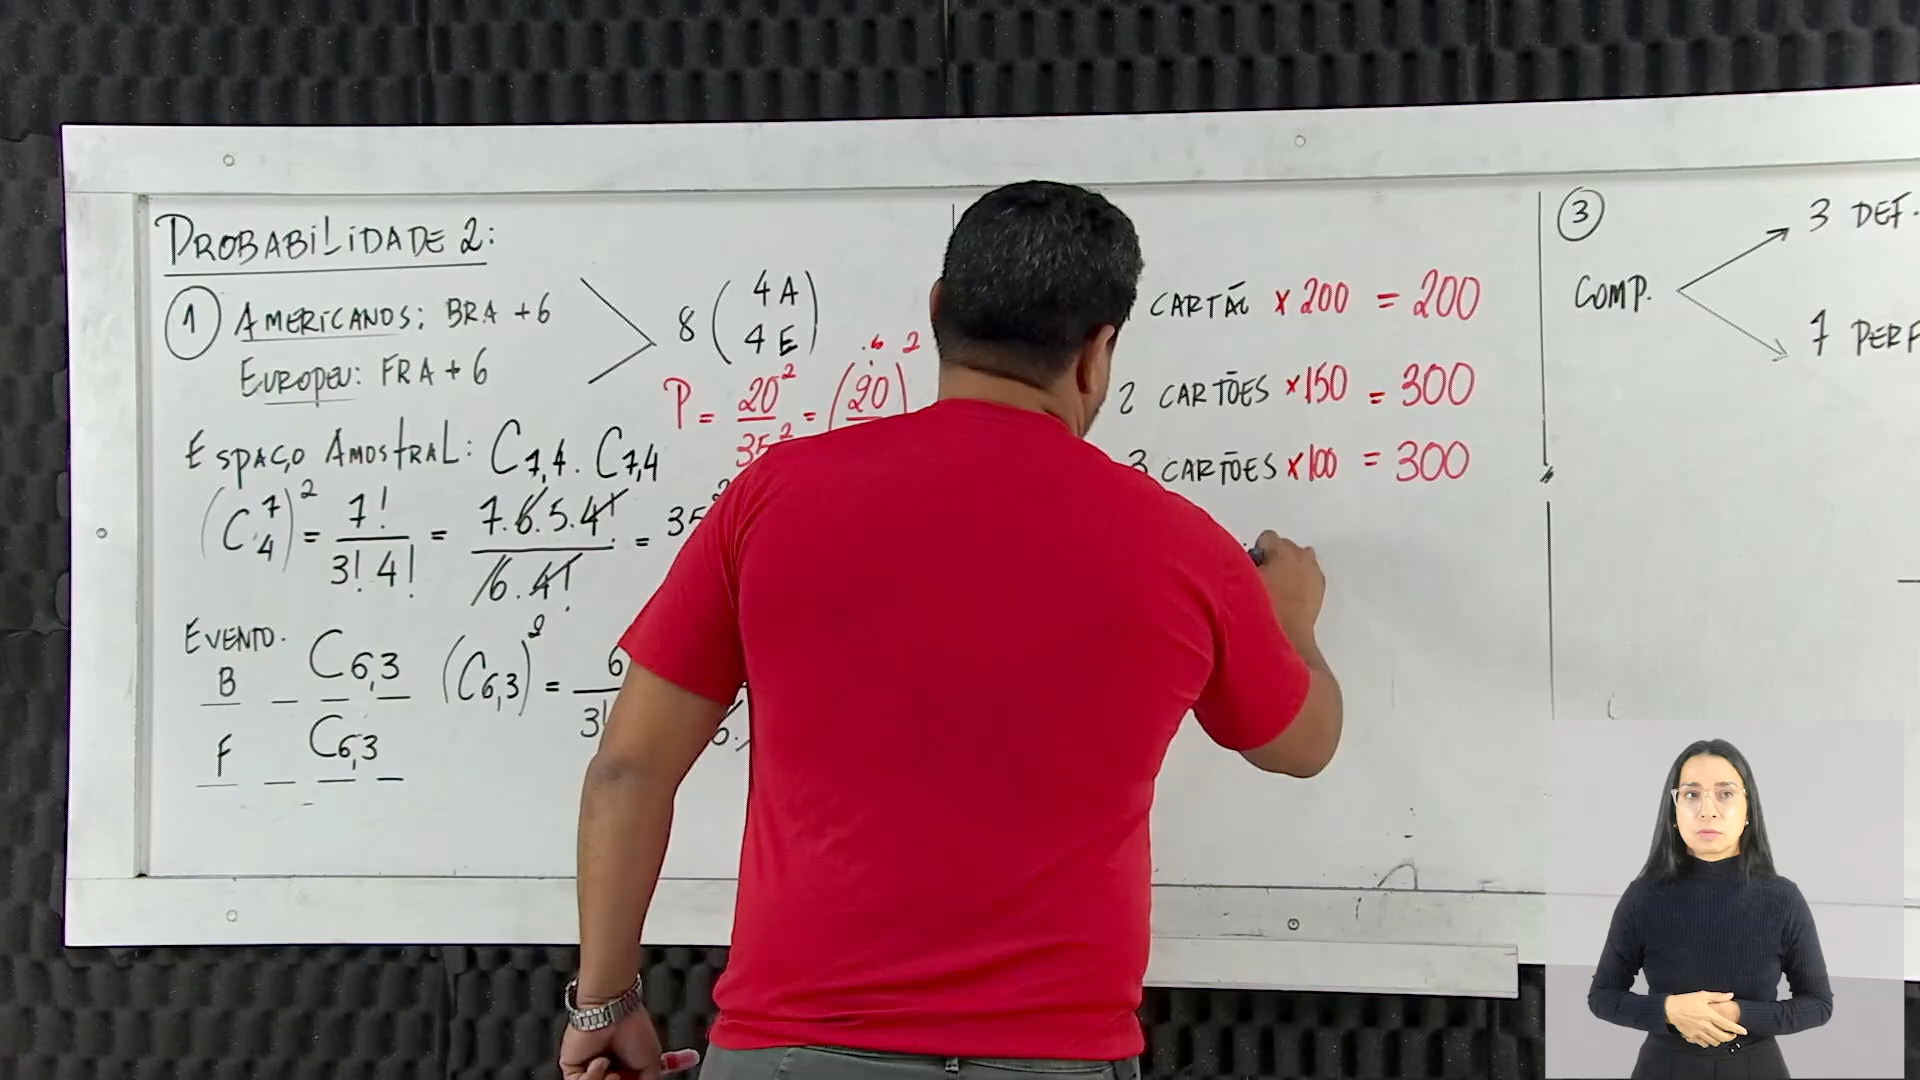 PROBABILIDADE 2:
1 AMERICANOS: BRA + 6
EUROPEU: FRA + 6
8 ( 4 A
4 E )
P = 20² / 35² = ( 20
ESPAÇO AMOSTRAL: C7,4 . C7,4
( C 7 4 )² = 7! / 3! 4! = 7.6.5.4! / 6.4! = 35
EVENTO.
B _ _ _ C6,3
(C6,3)² = 6
3!
F _ _ _ C6,3
CARTÃO × 200 = 200
2 CARTÕES × 150 = 300
3 CARTÕES × 100 = 300
3
COMP.
3 DEF.
7 PERF